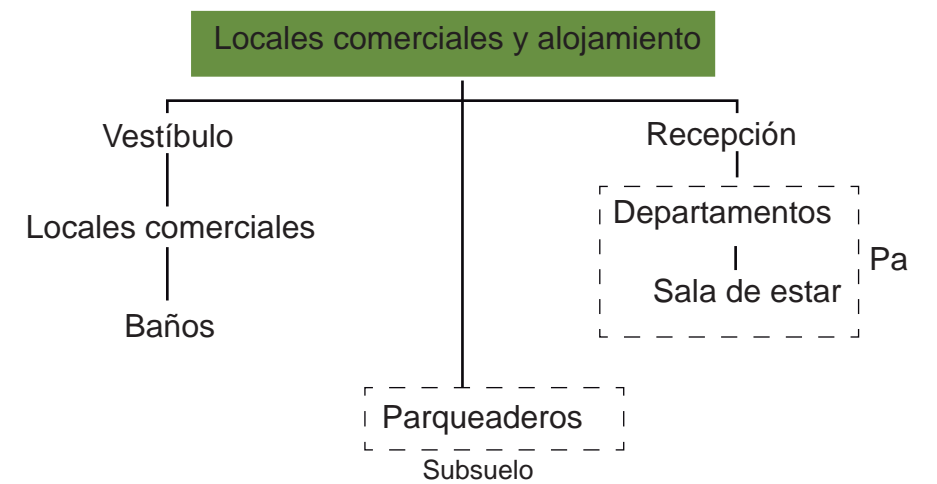 Locales comerciales y alojamiento
Vestíbulo
Recepción
Locales comerciales
Departamentos
Pa
Sala de estar
Baños
Parqueaderos
Subsuelo